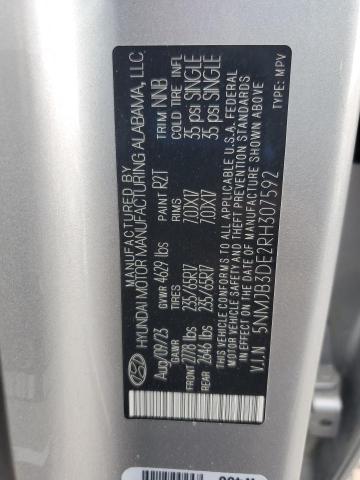 MANUFACTURED BY
HYUNDAI MOTOR MANUFACTURING ALABAMA, LLC.
Aug/09/23 GVWR 4629 lbs PAINT R2T TRIM NNB
GAWR TIRES RIMS COLD TIRE INFL
FRONT 2778 lbs 235/65R17 7.0JX17 35 psi SINGLE
REAR 2646 lbs 235/65R17 7.0JX17 35 psi SINGLE
THIS VEHICLE CONFORMS TO ALL APPLICABLE U.S.A. FEDERAL
MOTOR VEHICLE SAFETY, BUMPER, AND THEFT PREVENTION
STANDARDS IN EFFECT ON THE DATE OF MANUFACTURE SHOWN ABOVE
V.I.N 5NMJB3DE2RH307592 TYPE: MPV